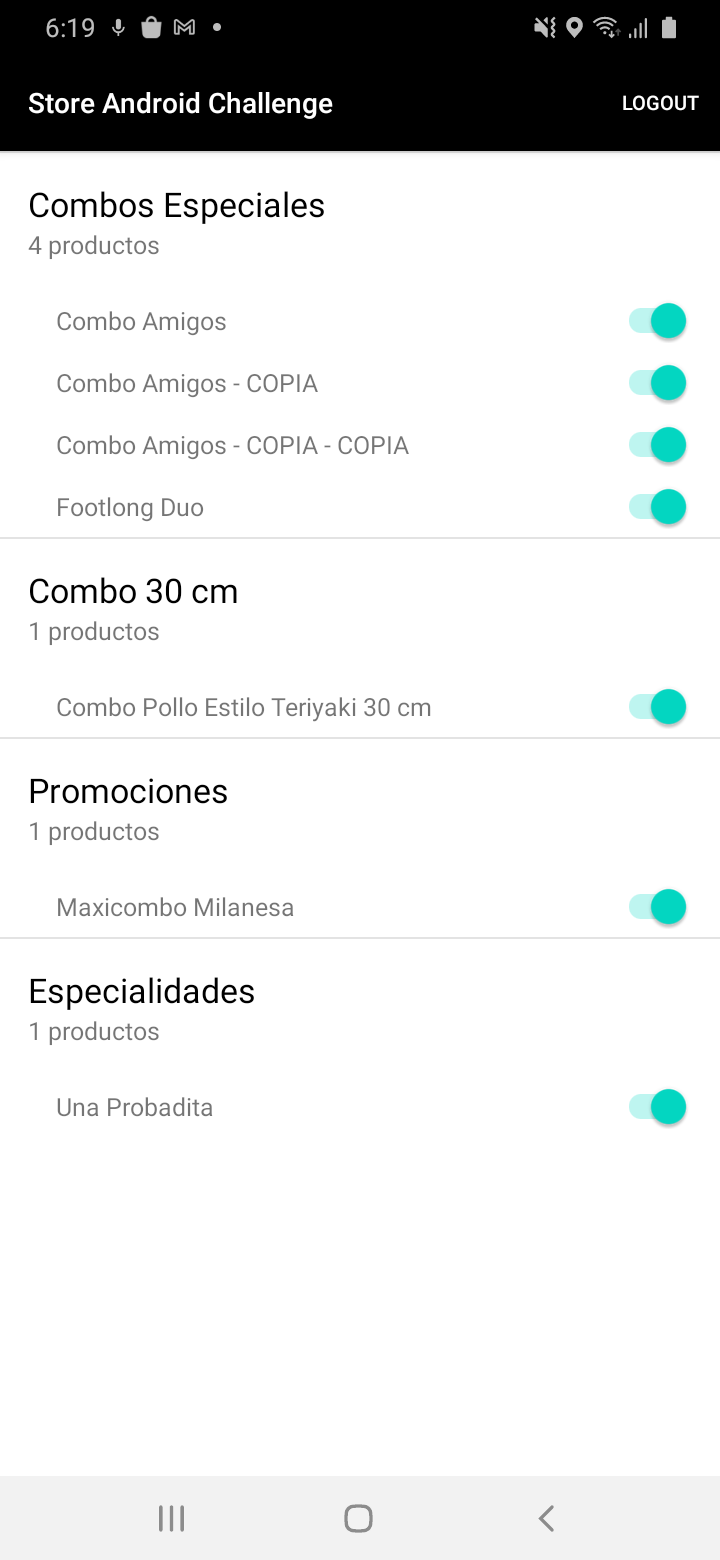 6:19
Store Android Challenge LOGOUT
Combos Especiales
4 productos
Combo Amigos
Combo Amigos - COPIA
Combo Amigos - COPIA - COPIA
Footlong Duo
Combo 30 cm
1 productos
Combo Pollo Estilo Teriyaki 30 cm
Promociones
1 productos
Maxicombo Milanesa
Especialidades
1 productos
Una Probadita